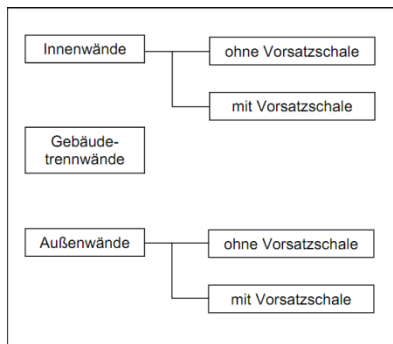 Innenwände
ohne Vorsatzschale
mit Vorsatzschale
Gebäude-
trennwände
Außenwände
ohne Vorsatzschale
mit Vorsatzschale